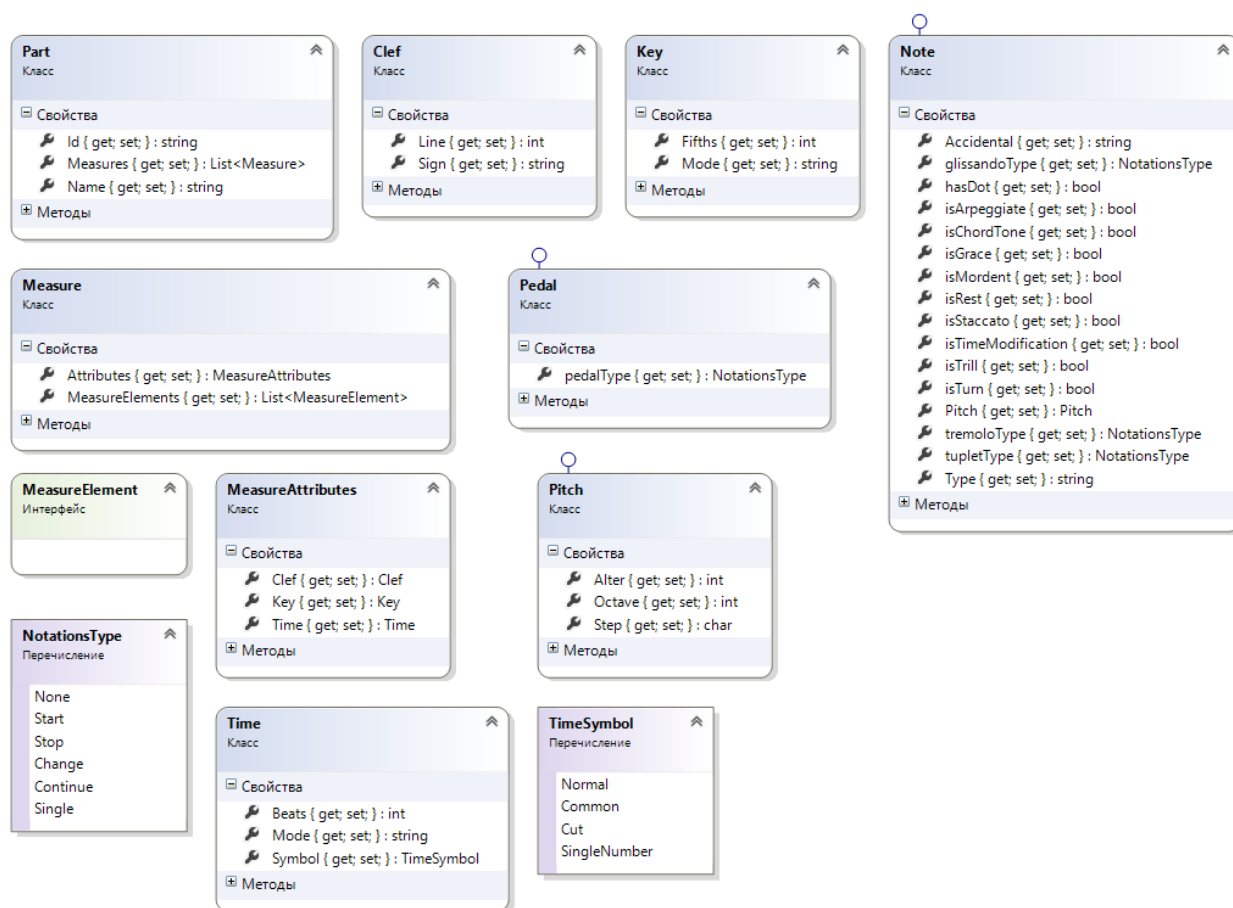 Part
Класс
Свойства
Id { get; set; } : string
Measures { get; set; } : List<Measure>
Name { get; set; } : string
Методы
Clef
Класс
Свойства
Line { get; set; } : int
Sign { get; set; } : string
Методы
Key
Класс
Свойства
Fifths { get; set; } : int
Mode { get; set; } : string
Методы
Note
Класс
Свойства
Accidental { get; set; } : string
glissandoType { get; set; } : NotationsType
hasDot { get; set; } : bool
isArpeggiate { get; set; } : bool
isChordTone { get; set; } : bool
isGrace { get; set; } : bool
isMordent { get; set; } : bool
isRest { get; set; } : bool
isStaccato { get; set; } : bool
isTimeModification { get; set; } : bool
isTrill { get; set; } : bool
isTurn { get; set; } : bool
Pitch { get; set; } : Pitch
tremoloType { get; set; } : NotationsType
tupletType { get; set; } : NotationsType
Type { get; set; } : string
Методы
Measure
Класс
Свойства
Attributes { get; set; } : MeasureAttributes
MeasureElements { get; set; } : List<MeasureElement>
Методы
Pedal
Класс
Свойства
pedalType { get; set; } : NotationsType
Методы
MeasureElement
Интерфейс
MeasureAttributes
Класс
Свойства
Clef { get; set; } : Clef
Key { get; set; } : Key
Time { get; set; } : Time
Методы
Pitch
Класс
Свойства
Alter { get; set; } : int
Octave { get; set; } : int
Step { get; set; } : char
Методы
NotationsType
Перечисление
None
Start
Stop
Change
Continue
Single
Time
Класс
Свойства
Beats { get; set; } : int
Mode { get; set; } : string
Symbol { get; set; } : TimeSymbol
Методы
TimeSymbol
Перечисление
Normal
Common
Cut
SingleNumber